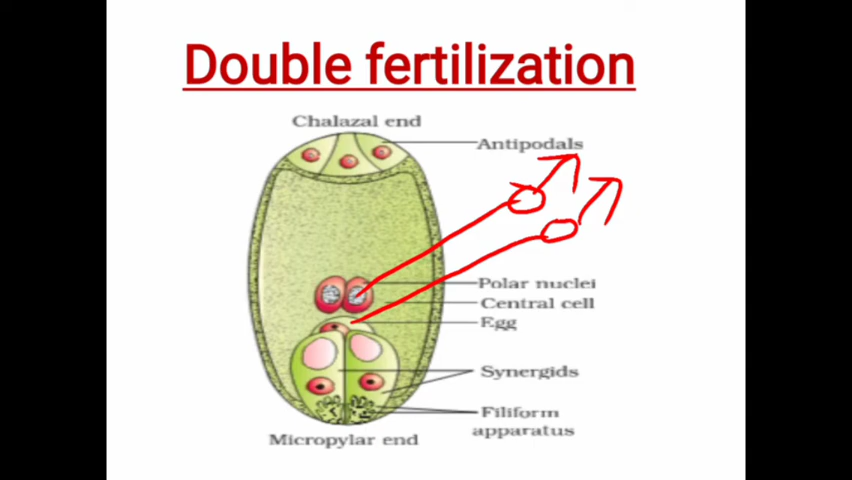 Double fertilization
Chalazal end
Antipodals
Polar nuclei
Central cell
Egg
Synergids
Filiform
apparatus
Micropylar end